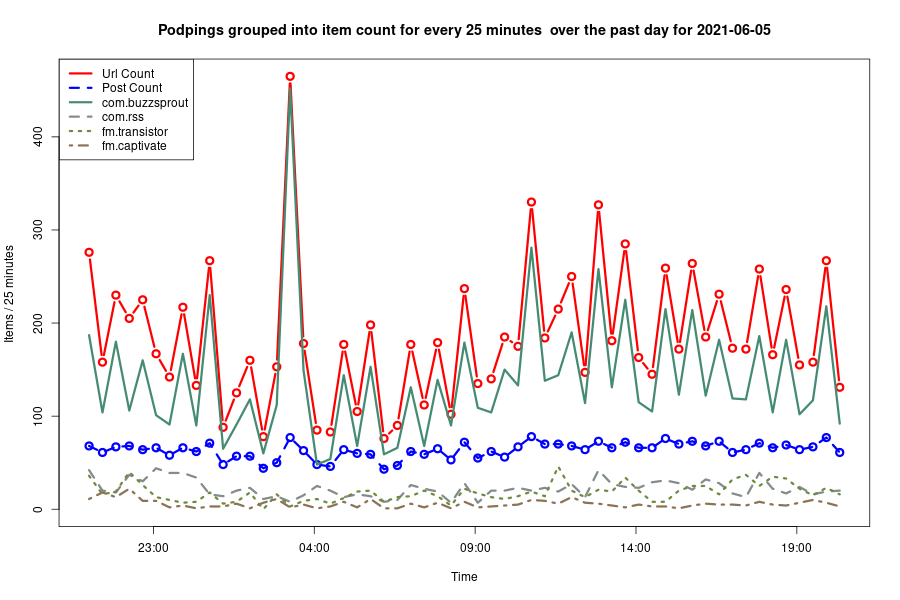 Podpings grouped into item count for every 25 minutes  over the past day for 2021-06-05
Url Count
Post Count
com.buzzsprout
com.rss
fm.transistor
fm.captivate
Items / 25 minutes
400
300
200
100
0
23:00
04:00
09:00
14:00
19:00
Time